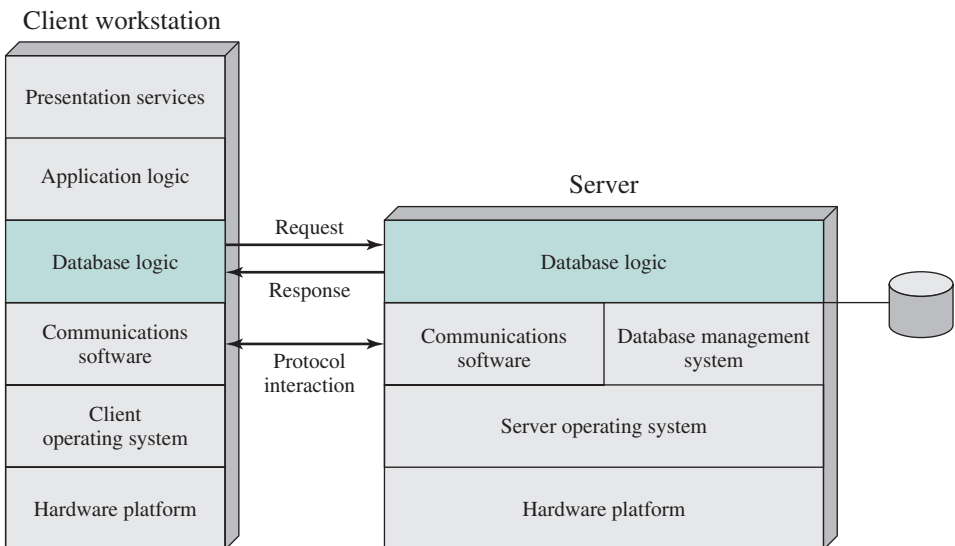 Client workstation
Presentation services
Application logic
Database logic
Communications
software
Client
operating system
Hardware platform
Request
Response
Protocol
interaction
Server
Database logic
Communications
software
Database management
system
Server operating system
Hardware platform